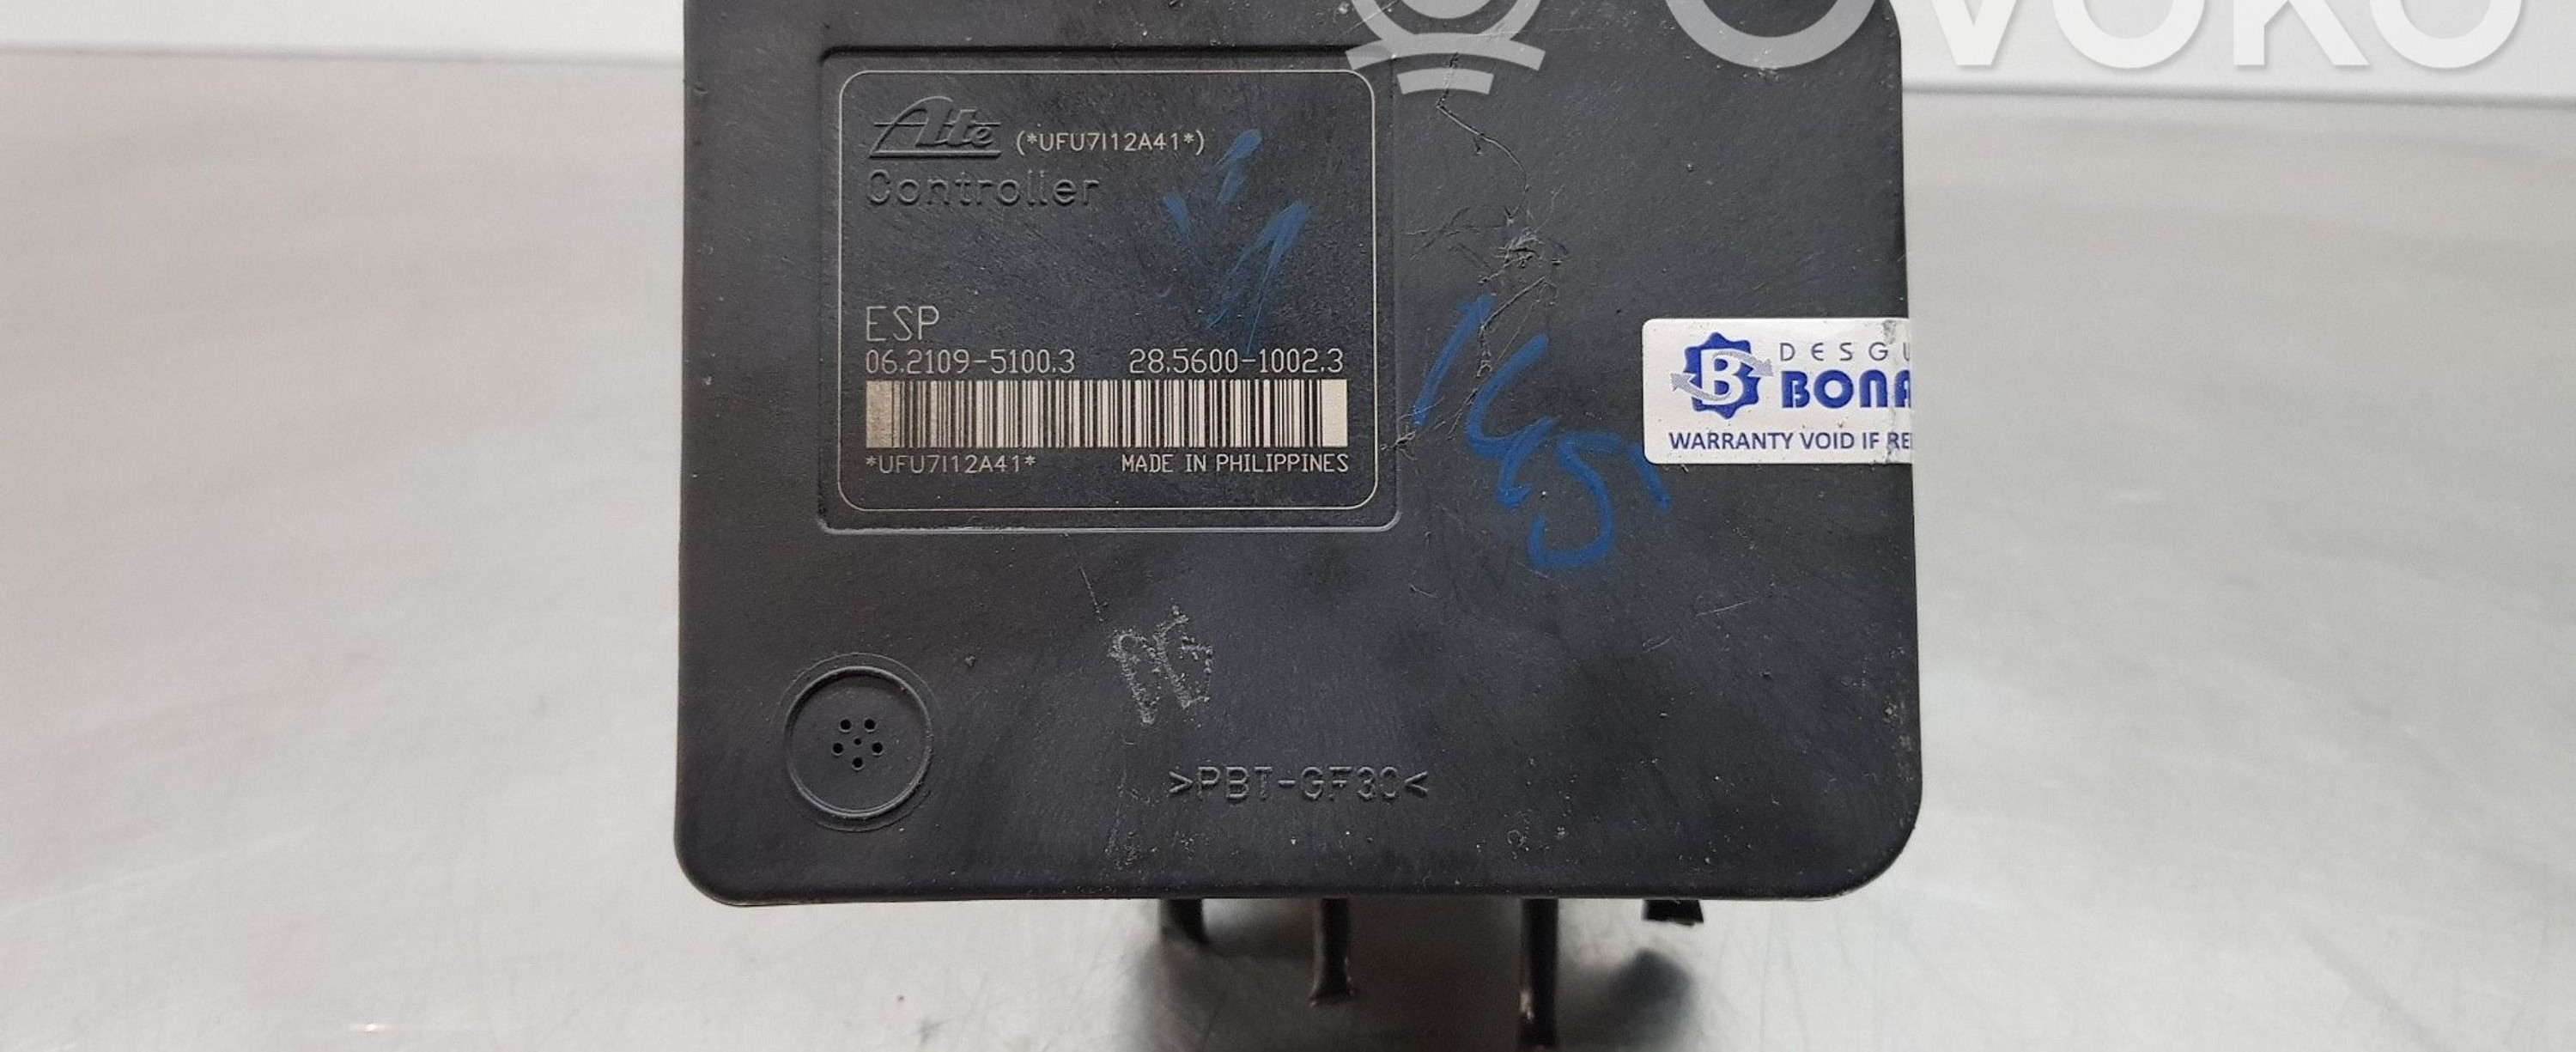 OVOKO
Ate (*UFU7I12A41*)
Controller
ESP
06.2109-5100.3 28.5600-1002.3
*UFU7I12A41* MADE IN PHILIPPINES
DESGU
BONA
WARRANTY VOID IF RE
>PBT-GF30<